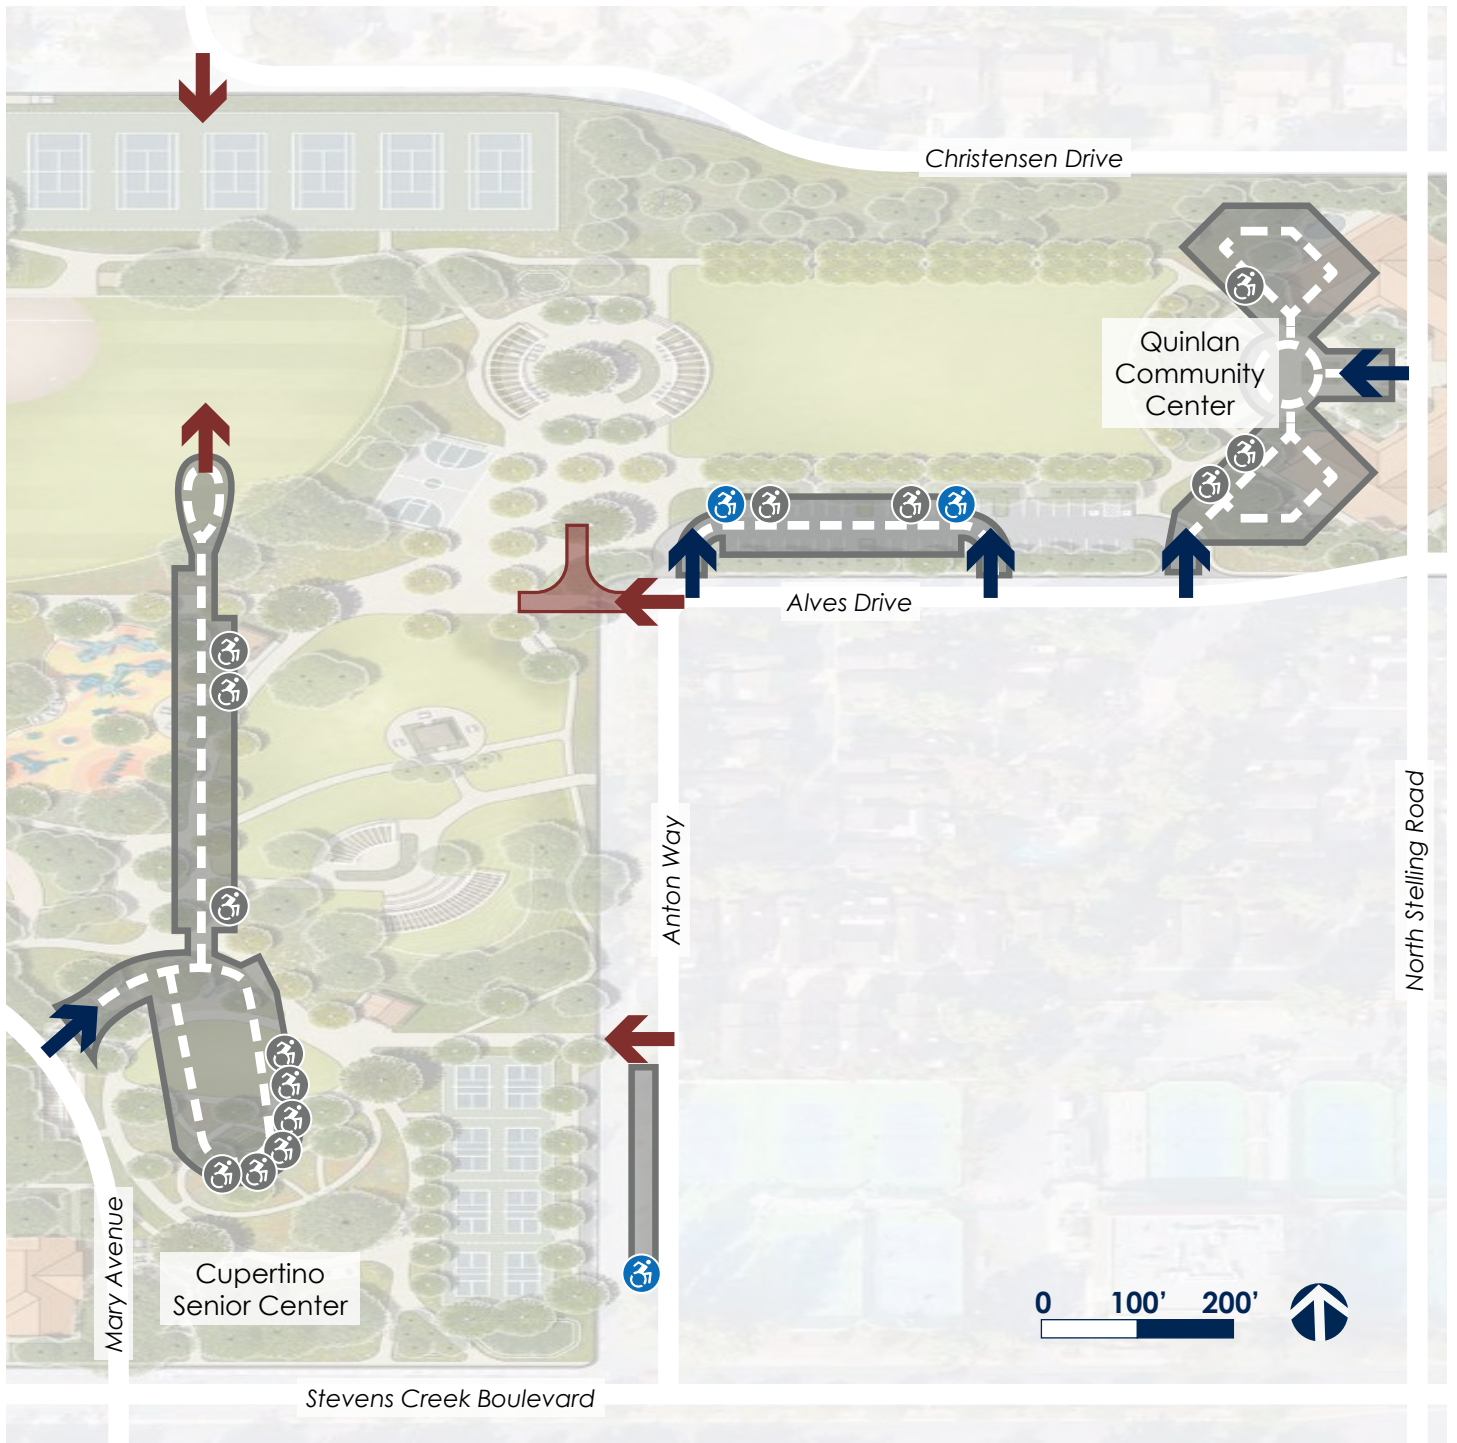 Christensen Drive
Quinlan
Community
Center
Alves Drive
Anton Way
North Stelling Road
Mary Avenue
Cupertino
Senior Center
0 100' 200'
Stevens Creek Boulevard